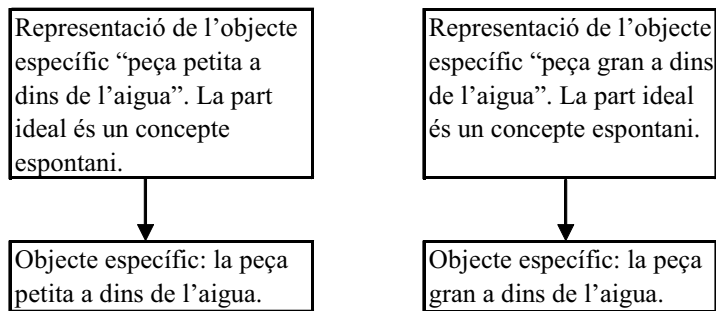 Representació de l’objecte
específic “peça petita a
dins de l’aigua”. La part
ideal és un concepte
espontani.
Representació de l’objecte
específic “peça gran a dins
de l’aigua”. La part ideal
és un concepte espontani.
Objecte específic: la peça
petita a dins de l’aigua.
Objecte específic: la peça
gran a dins de l’aigua.